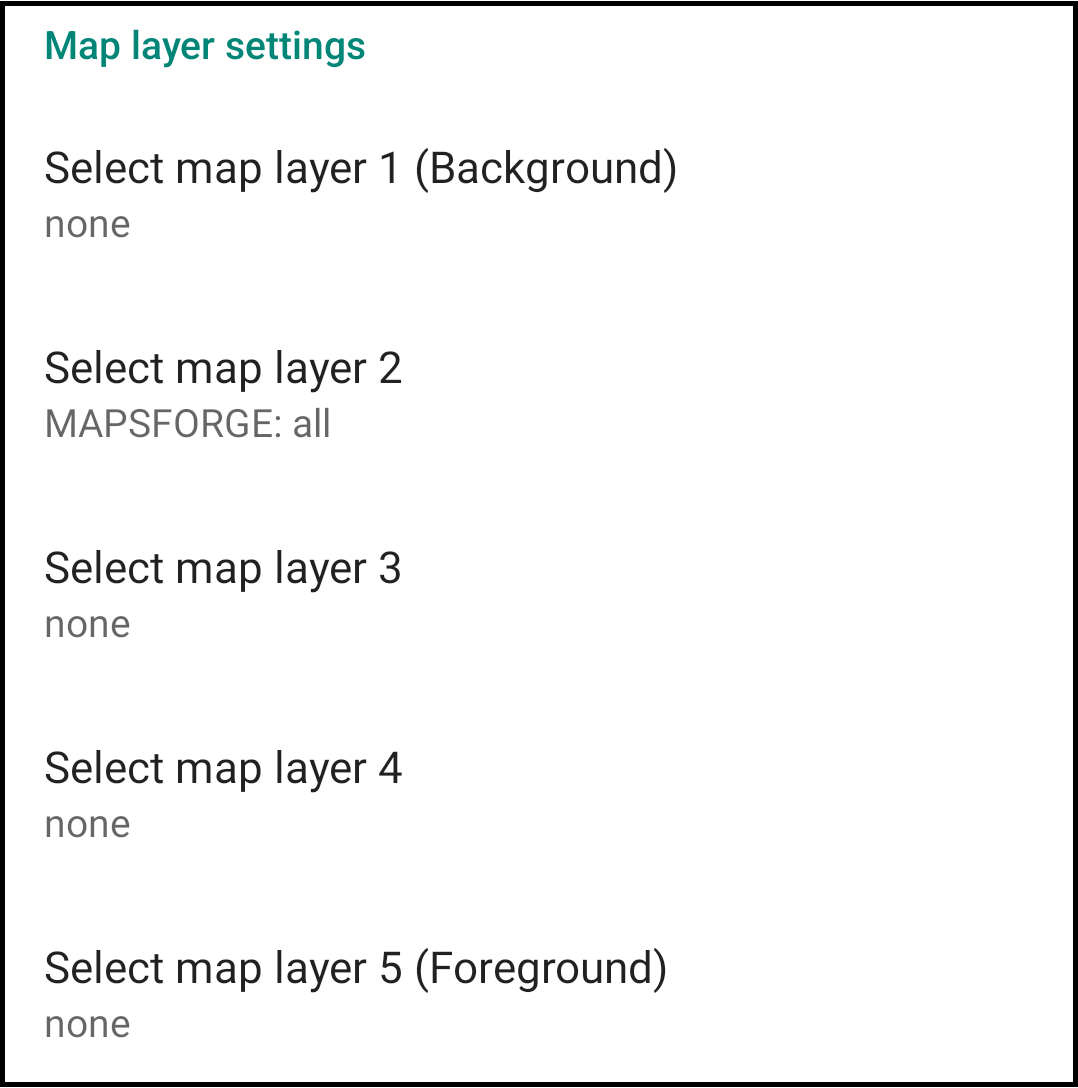 Map layer settings
Select map layer 1 (Background)
none
Select map layer 2
MAPSFORGE: all
Select map layer 3
none
Select map layer 4
none
Select map layer 5 (Foreground)
none